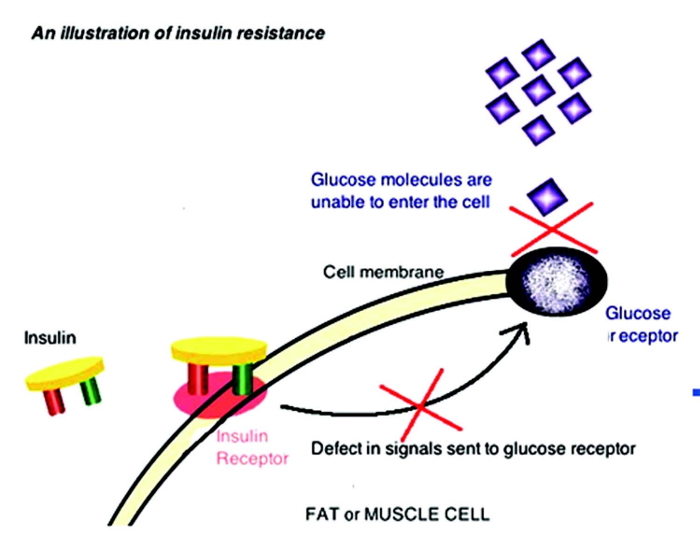 An illustration of insulin resistance
Glucose molecules are
unable to enter the cell
Cell membrane
Glucose
receptor
Insulin
Insulin
Receptor
Defect in signals sent to glucose receptor
FAT or MUSCLE CELL